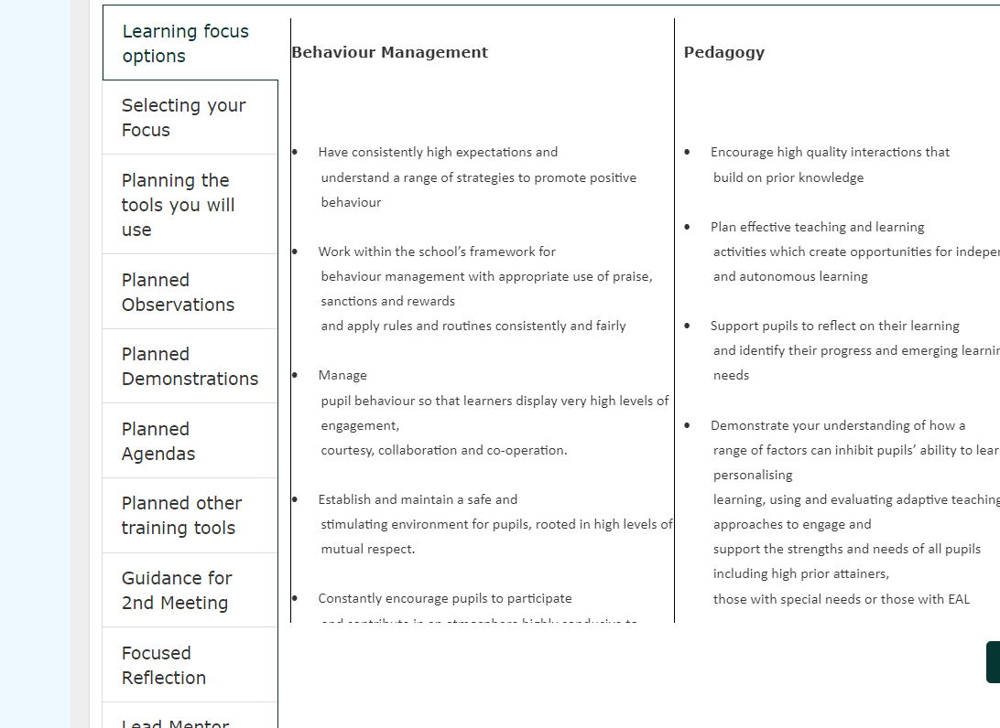 Learning focus
options
Selecting your
Focus
Planning the
tools you will
use
Planned
Observations
Planned
Demonstrations
Planned
Agendas
Planned other
training tools
Guidance for
2nd Meeting
Focused
Reflection
Lead Mentor
Behaviour Management
• Have consistently high expectations and
understand a range of strategies to promote positive
behaviour
• Work within the school’s framework for
behaviour management with appropriate use of praise,
sanctions and rewards
and apply rules and routines consistently and fairly
• Manage
pupil behaviour so that learners display very high levels of
engagement,
courtesy, collaboration and co-operation.
• Establish and maintain a safe and
stimulating environment for pupils, rooted in high levels of
mutual respect.
• Constantly encourage pupils to participate
and contribute in an atmosphere highly conducive to
Pedagogy
• Encourage high quality interactions that
build on prior knowledge
• Plan effective teaching and learning
activities which create opportunities for
and autonomous learning
• Support pupils to reflect on their learning
and identify their progress and emerging
needs
• Demonstrate your understanding of how a
range of factors can inhibit pupils’ ability to
personalising
learning, using and evaluating adaptive teaching
approaches to engage and
support the strengths and needs of all pupils
including high prior attainers,
those with special needs or those with EAL